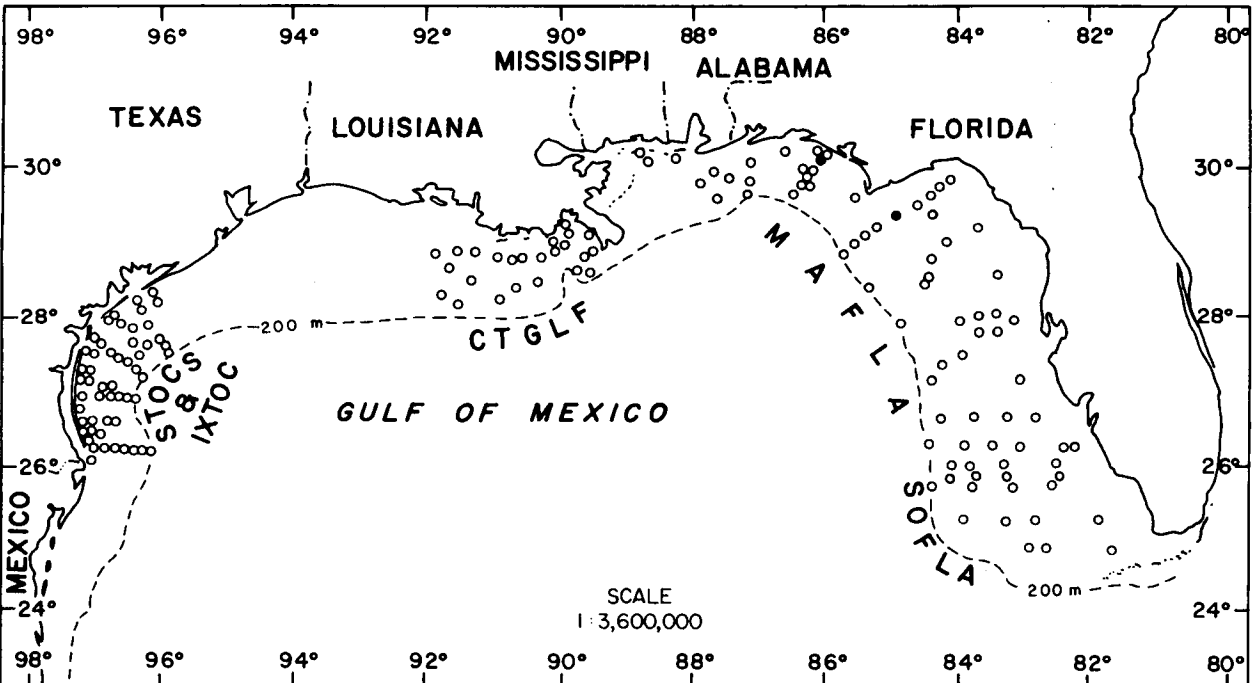 98° 96° 94° 92° 90° 88° 86° 84° 82° 80°
MISSISSIPPI
ALABAMA
TEXAS
LOUISIANA
FLORIDA
30°
30°
MAFLA
28°
200 m
28°
CTGLF
STOCS
&
IXTOC
GULF OF MEXICO
26°
26°
SOFLA
MEXICO
200 m
SCALE
1:3,600,000
24°
24°
98° 96° 94° 92° 90° 88° 86° 84° 82° 80°